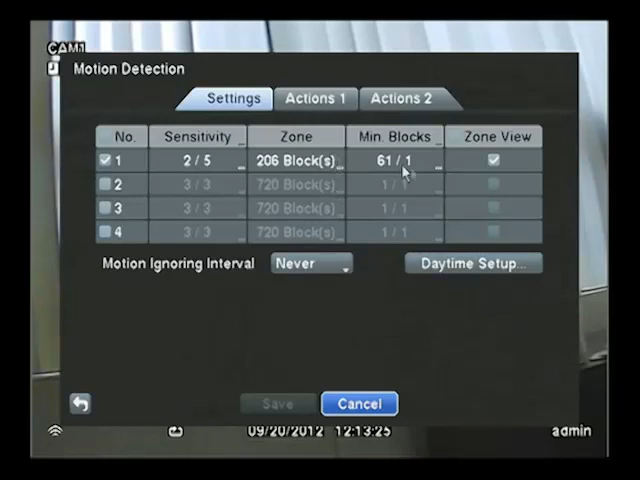 CAM1
Motion Detection
Settings Actions 1 Actions 2
No. Sensitivity Zone Min. Blocks Zone View
1 2 / 5 206 Block(s) 61 / 1
2 3 / 3 720 Block(s) 1 / 1
3 3 / 3 720 Block(s) 1 / 1
4 3 / 3 720 Block(s) 1 / 1
Motion Ignoring Interval Never Daytime Setup...
Save Cancel
09/20/2012 12:13:25 admin